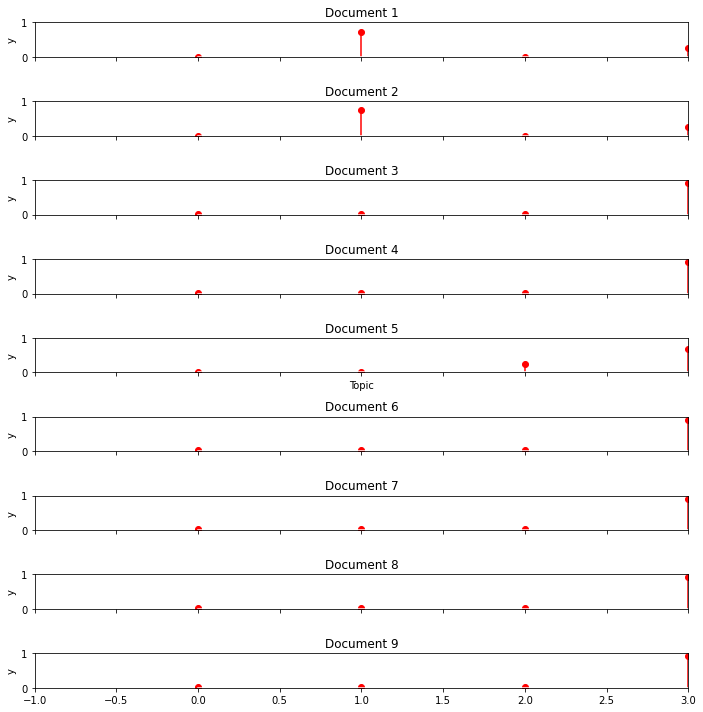 Document 1
1
y
0
Document 2
1
y
0
Document 3
1
y
0
Document 4
1
y
0
Document 5
1
y
0
Topic
Document 6
1
y
0
Document 7
1
y
0
Document 8
1
y
0
Document 9
1
y
0
−1.0 −0.5 0.0 0.5 1.0 1.5 2.0 2.5 3.0